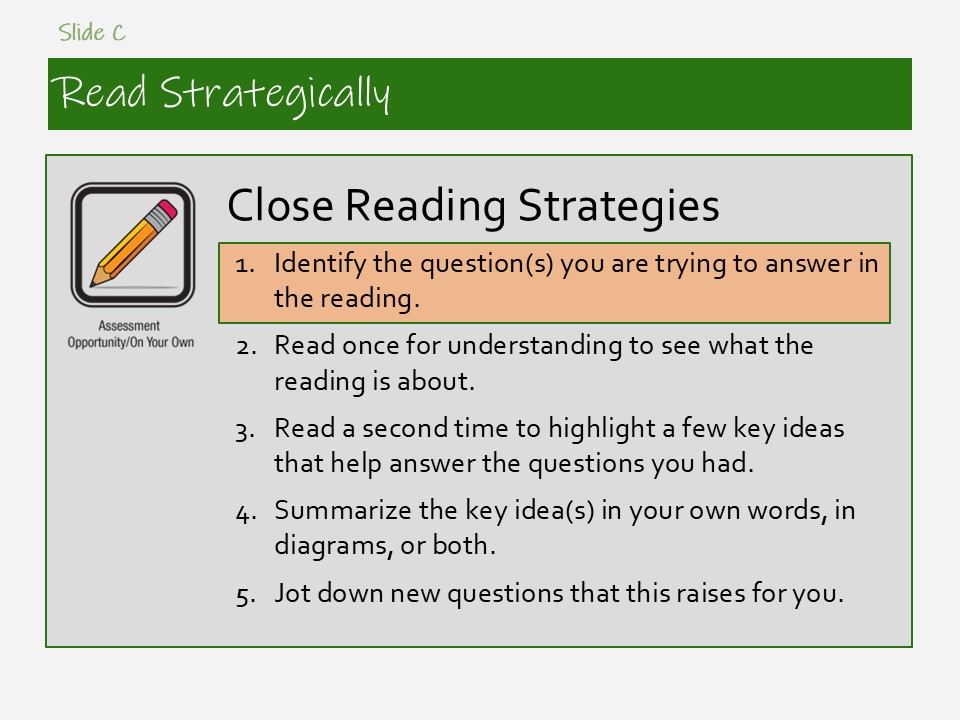 Slide C
Read Strategically
Close Reading Strategies
1. Identify the question(s) you are trying to answer in
the reading.
Assessment
Opportunity/On Your Own
2. Read once for understanding to see what the
reading is about.
3. Read a second time to highlight a few key ideas
that help answer the questions you had.
4. Summarize the key idea(s) in your own words, in
diagrams, or both.
5. Jot down new questions that this raises for you.